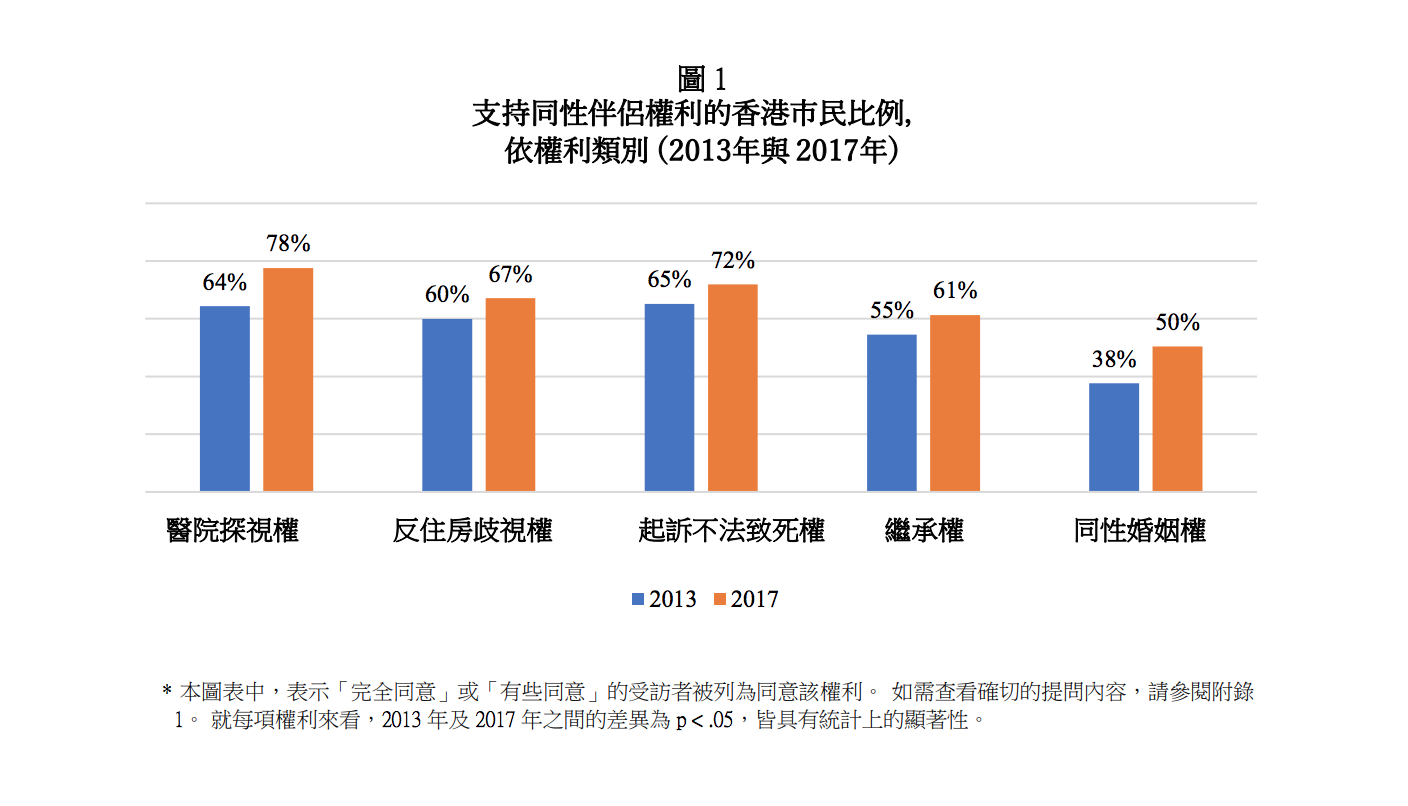 圖 1
支持同性伴侶權利的香港市民比例,
依權利類別 (2013年與 2017年)
78%
64%
67%
60%
72%
65%
61%
55%
50%
38%
醫院探視權 反住房歧視權 起訴不法致死權 繼承權 同性婚姻權
2013 2017
* 本圖表中，表示「完全同意」或「有些同意」的受訪者被列為同意該權利。 如需查看確切的提問內容，請參閱附錄
1。 就每項權利來看，2013 年及 2017 年之間的差異為 p < .05，皆具有統計上的顯著性。